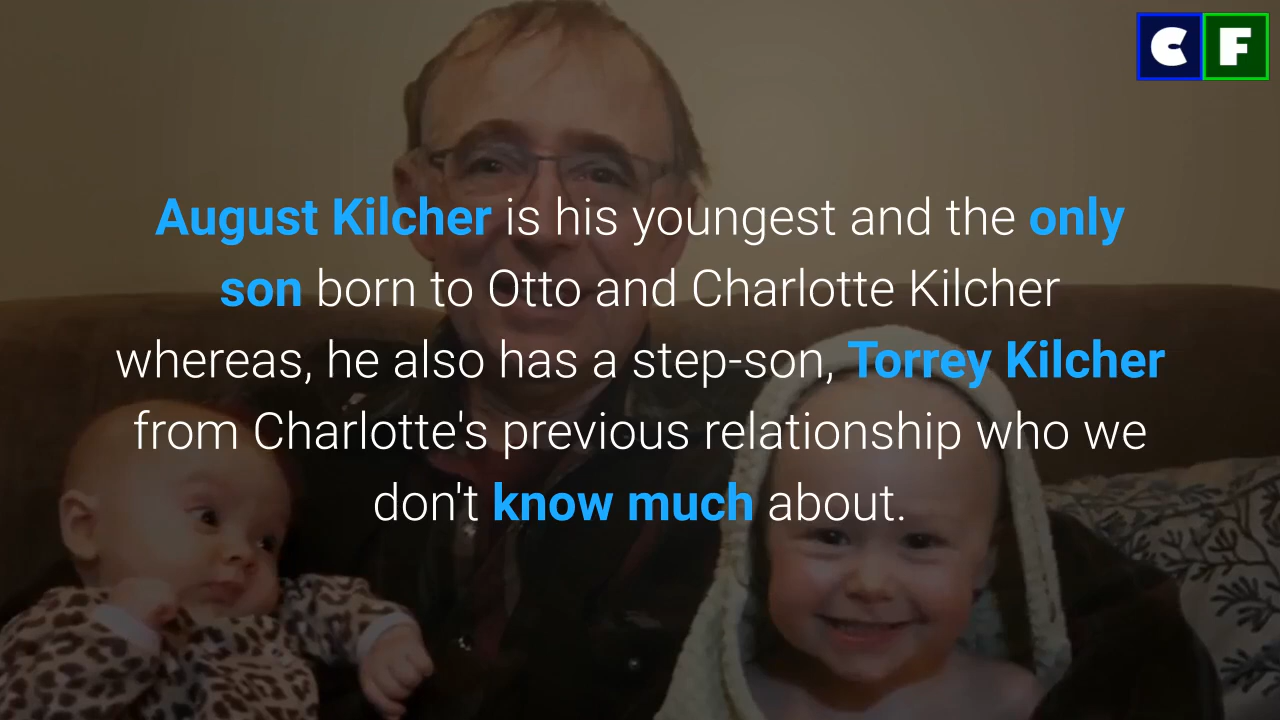 C F
August Kilcher is his youngest and the only
son born to Otto and Charlotte Kilcher
whereas, he also has a step-son, Torrey Kilcher
from Charlotte's previous relationship who we
don't know much about.